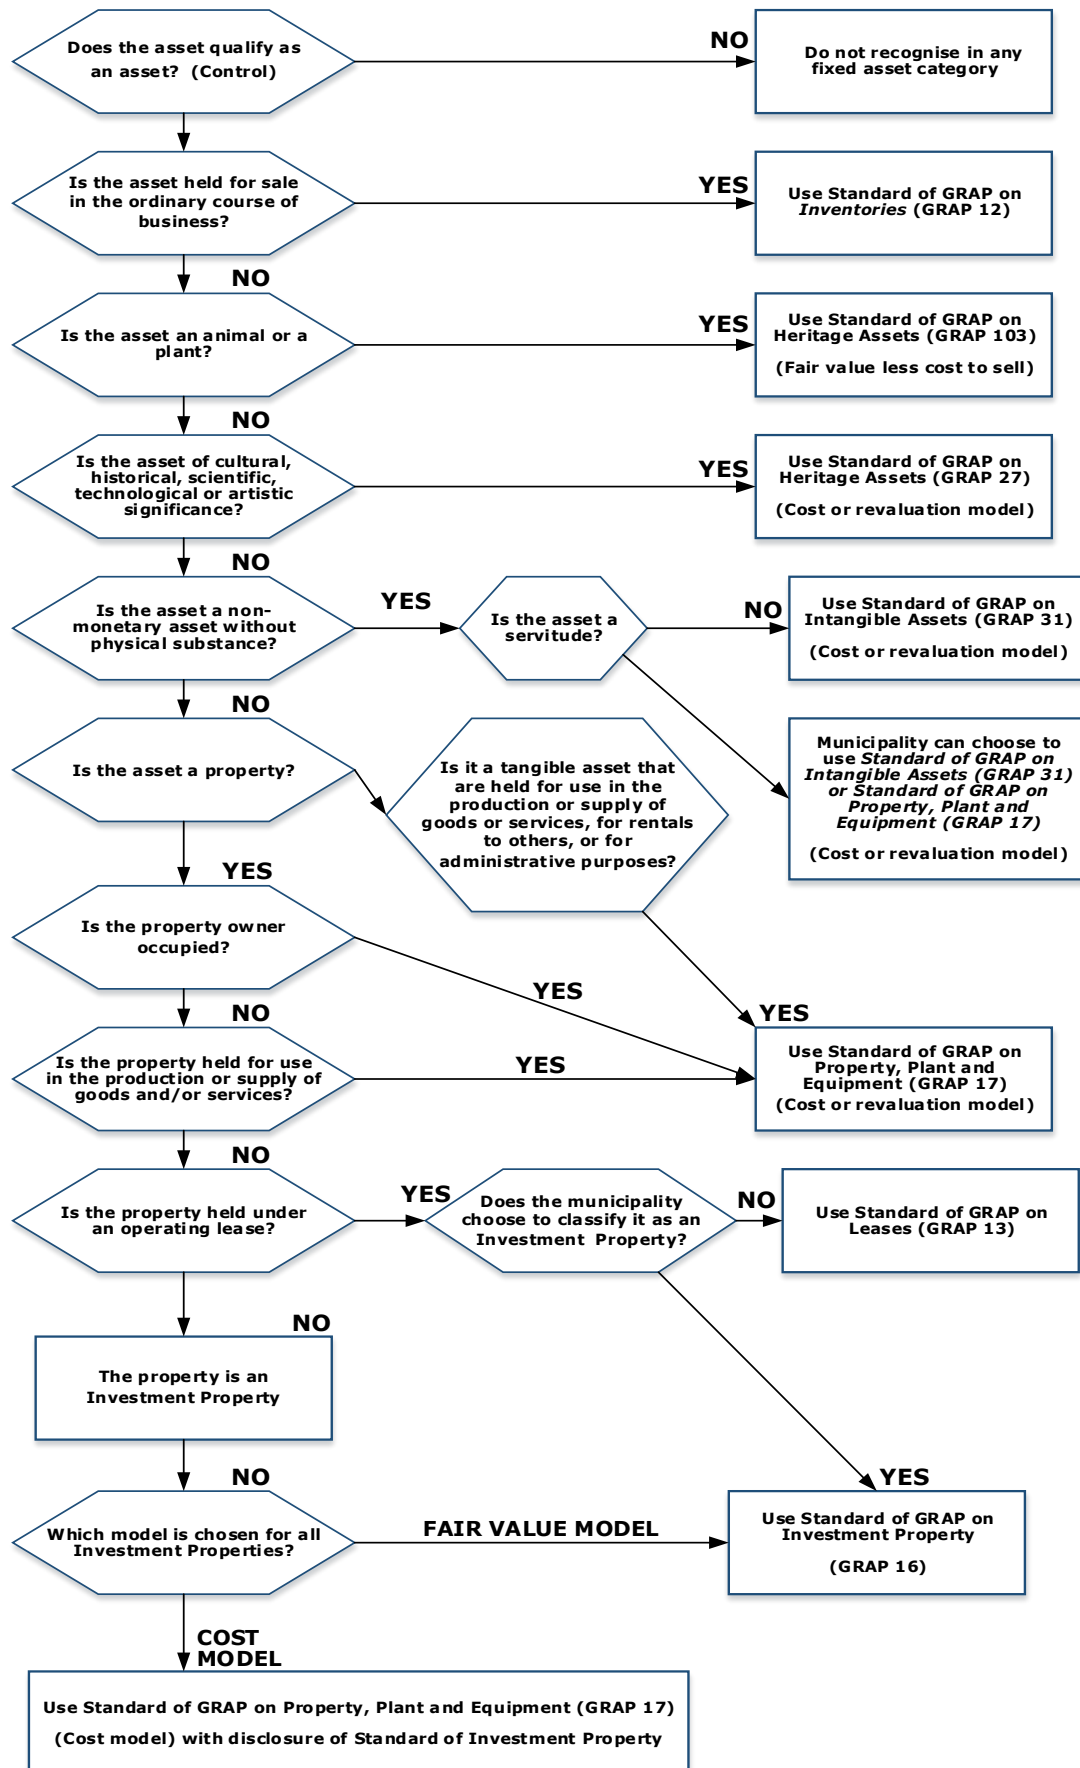 Does the asset qualify as
an asset? (Control)
NO
Do not recognise in any
fixed asset category
Is the asset held for sale
in the ordinary course of
business?
YES
Use Standard of GRAP on
Inventories (GRAP 12)
NO
Is the asset an animal or a
plant?
YES
Use Standard of GRAP on
Heritage Assets (GRAP 103)
(Fair value less cost to sell)
NO
Is the asset of cultural,
historical, scientific,
technological or artistic
significance?
YES
Use Standard of GRAP on
Heritage Assets (GRAP 27)
(Cost or revaluation model)
NO
Is the asset a non-
monetary asset without
physical substance?
YES
Is the asset a
servitude?
NO
Use Standard of GRAP on
Intangible Assets (GRAP 31)
(Cost or revaluation model)
NO
Is the asset a property?
Is it a tangible asset that
are held for use in the
production or supply of
goods or services, for rentals
to others, or for
administrative purposes?
Municipality can choose to
use Standard of GRAP on
Intangible Assets (GRAP 31)
or Standard of GRAP on
Property, Plant and
Equipment (GRAP 17)
(Cost or revaluation model)
YES
Is the property owner
occupied?
YES
YES
NO
Is the property held for use
in the production or supply of
goods and/or services?
YES
Use Standard of GRAP on
Property, Plant and
Equipment (GRAP 17)
(Cost or revaluation model)
NO
Is the property held under
an operating lease?
YES
Does the municipality
choose to classify it as an
Investment Property?
NO
Use Standard of GRAP on
Leases (GRAP 13)
NO
The property is an
Investment Property
NO
YES
Which model is chosen for all
Investment Properties?
FAIR VALUE MODEL
Use Standard of GRAP on
Investment Property
(GRAP 16)
COST
MODEL
Use Standard of GRAP on Property, Plant and Equipment (GRAP 17)
(Cost model) with disclosure of Standard of Investment Property